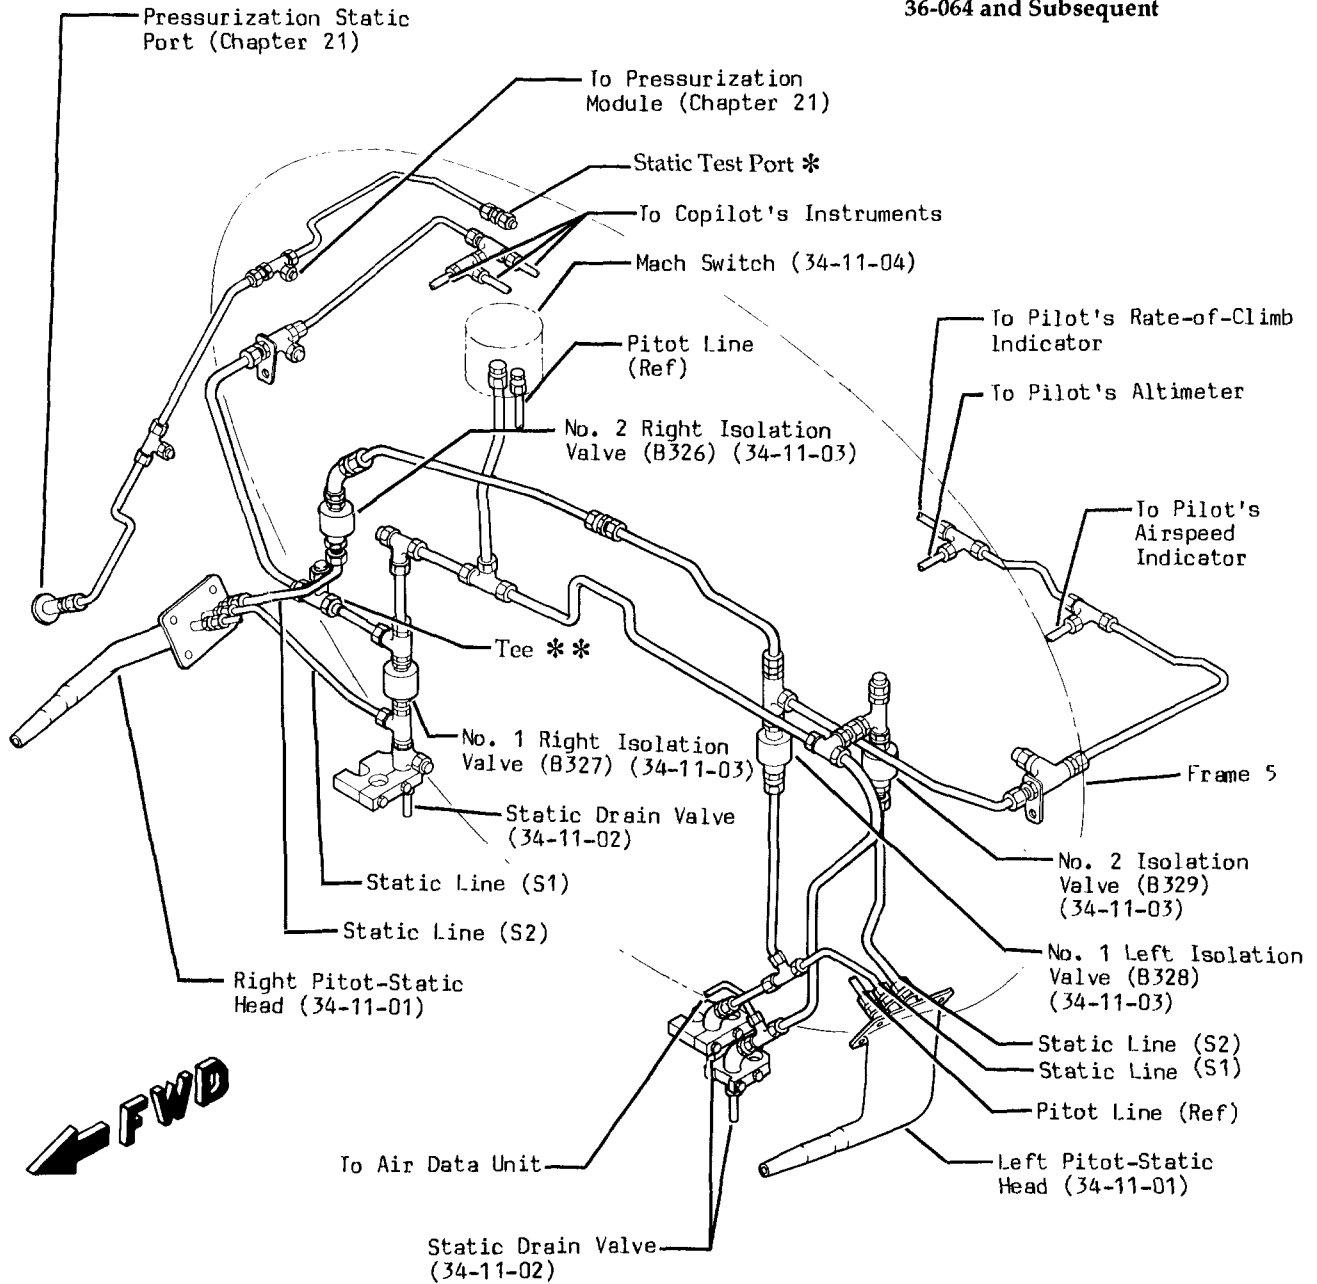 36-064 and Subsequent
Pressurization Static
Port (Chapter 21)
To Pressurization
Module (Chapter 21)
Static Test Port *
To Copilot's Instruments
Mach Switch (34-11-04)
Pitot Line
(Ref)
To Pilot's Rate-of-Climb
Indicator
To Pilot's Altimeter
No. 2 Right Isolation
Valve (B326) (34-11-03)
To Pilot's
Airspeed
Indicator
Tee * *
No. 1 Right Isolation
Valve (B327) (34-11-03)
Frame 5
Static Drain Valve
(34-11-02)
No. 2 Isolation
Valve (B329)
(34-11-03)
Static Line (S1)
Static Line (S2)
No. 1 Left Isolation
Valve (B328)
(34-11-03)
Right Pitot-Static
Head (34-11-01)
Static Line (S2)
Static Line (S1)
Pitot Line (Ref)
FWD
To Air Data Unit
Left Pitot-Static
Head (34-11-01)
Static Drain Valve
(34-11-02)